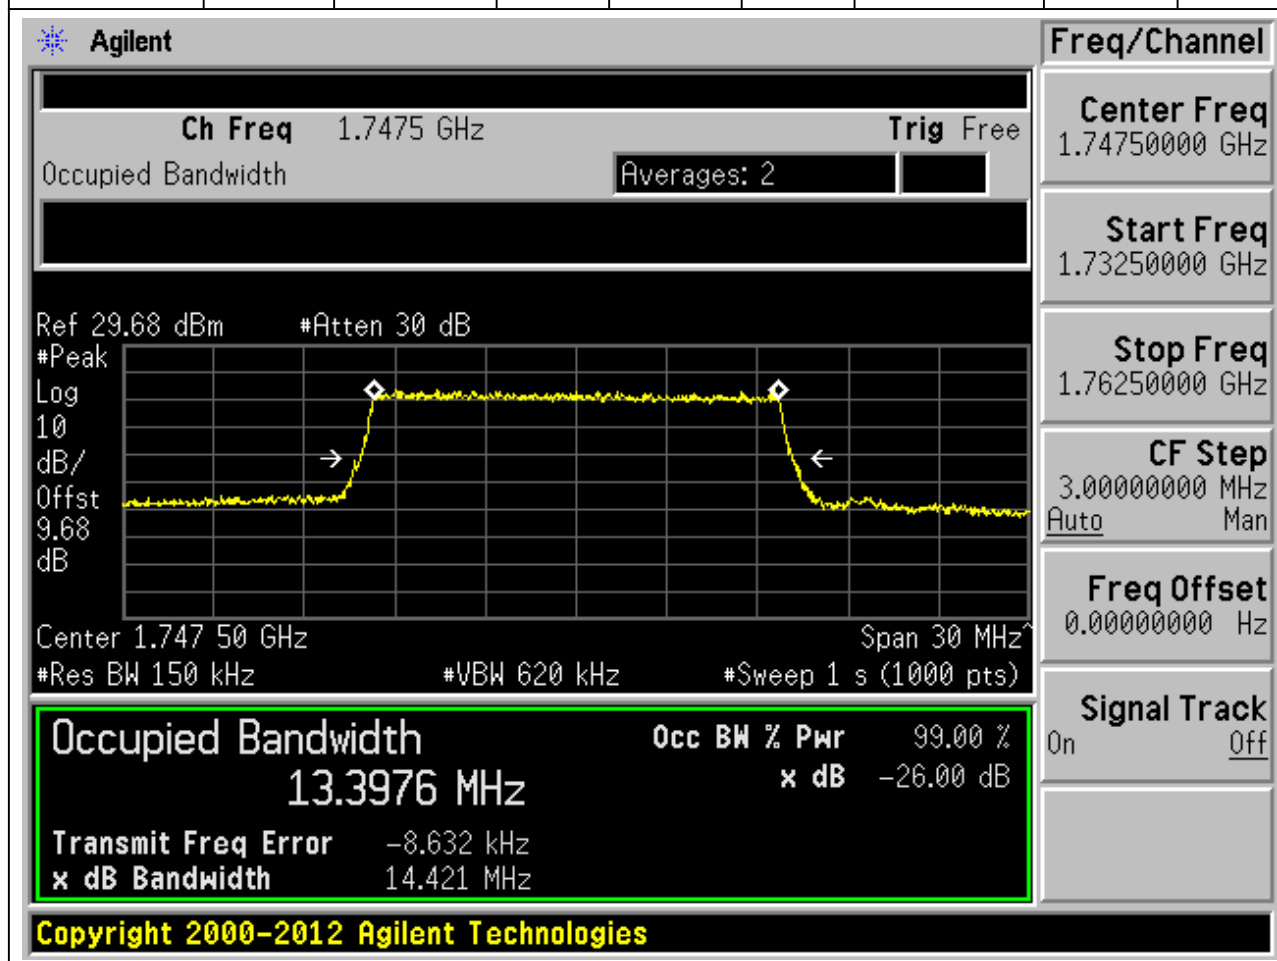 Agilent
Freq/Channel
Ch Freq 1.7475 GHz
Trig Free
Occupied Bandwidth
Averages: 2
Ref 29.68 dBm #Atten 30 dB
#Peak
Log
10
dB/
Offst
9.68
dB
Center 1.747 50 GHz
Span 30 MHz^
#Res BW 150 kHz
#VBW 620 kHz
#Sweep 1 s (1000 pts)
Occupied Bandwidth
13.3976 MHz
Occ BW % Pwr 99.00 %
x dB -26.00 dB
Transmit Freq Error -8.632 kHz
x dB Bandwidth 14.421 MHz
Center Freq
1.74750000 GHz
Start Freq
1.73250000 GHz
Stop Freq
1.76250000 GHz
CF Step
3.00000000 MHz
Auto Man
Freq Offset
0.00000000 Hz
Signal Track
On Off
Copyright 2000-2012 Agilent Technologies